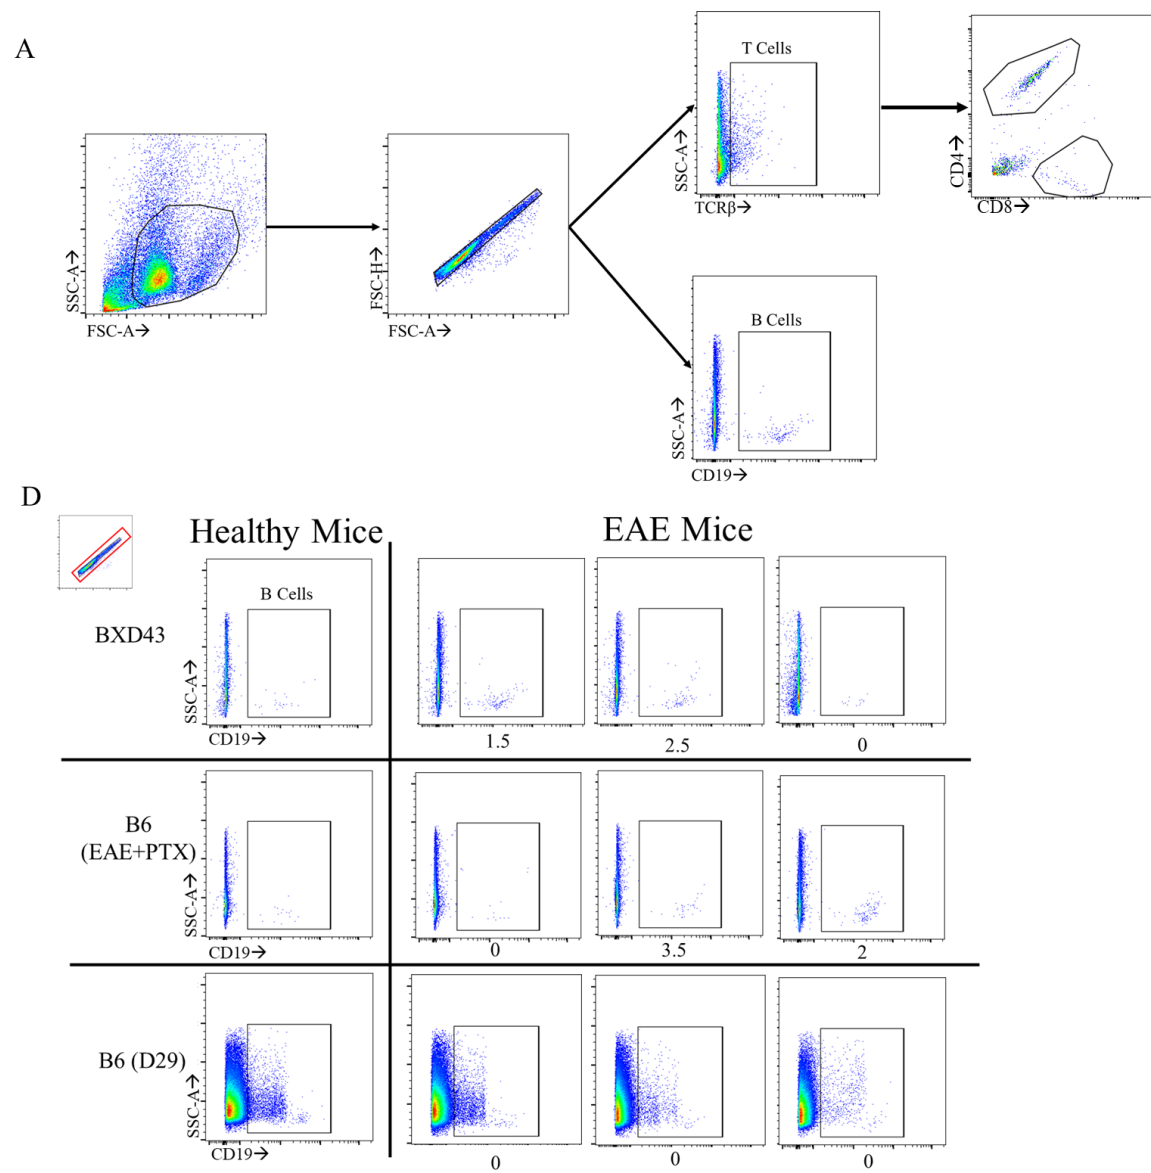 A
SSC-A→
FSC-A→
FSC-H→
FSC-A→
T Cells
SSC-A→
TCRβ→
CD4→
CD8→
B Cells
SSC-A→
CD19→
D
Healthy Mice
EAE Mice
BXD43
B Cells
SSC-A→
CD19→
1.5
2.5
0
B6
(EAE+PTX)
SSC-A→
CD19→
0
3.5
2
B6 (D29)
SSC-A→
CD19→
0
0
0